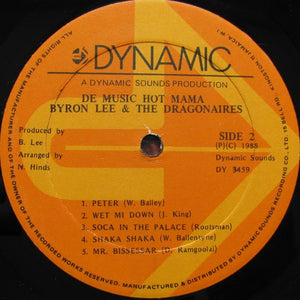 DYNAMIC
A DYNAMIC SOUNDS PRODUCTION
DE MUSIC HOT MAMA
BYRON LEE & THE DRAGONAIRES
Produced by
B. Lee
Arranged by
N. Hinds
SIDE 2
(P)(C) 1988
Dynamic Sounds
DY 3459
1. PETER (W. Bailey)
2. WET MI DOWN (J. King)
3. SOCA IN THE PALACE (Rootsman)
4. SHAKA SHAKA (W. Ballentyne)
5. MR. BISSESSAR (D. Ramgoolai)
ALL RIGHTS OF THE MANUFACTURER AND OF THE OWNER OF THE RECORDED WORKS RESERVED.
MANUFACTURED & DISTRIBUTED BY DYNAMIC SOUNDS RECORDING CO. LTD.
KINGSTON JAMAICA W.